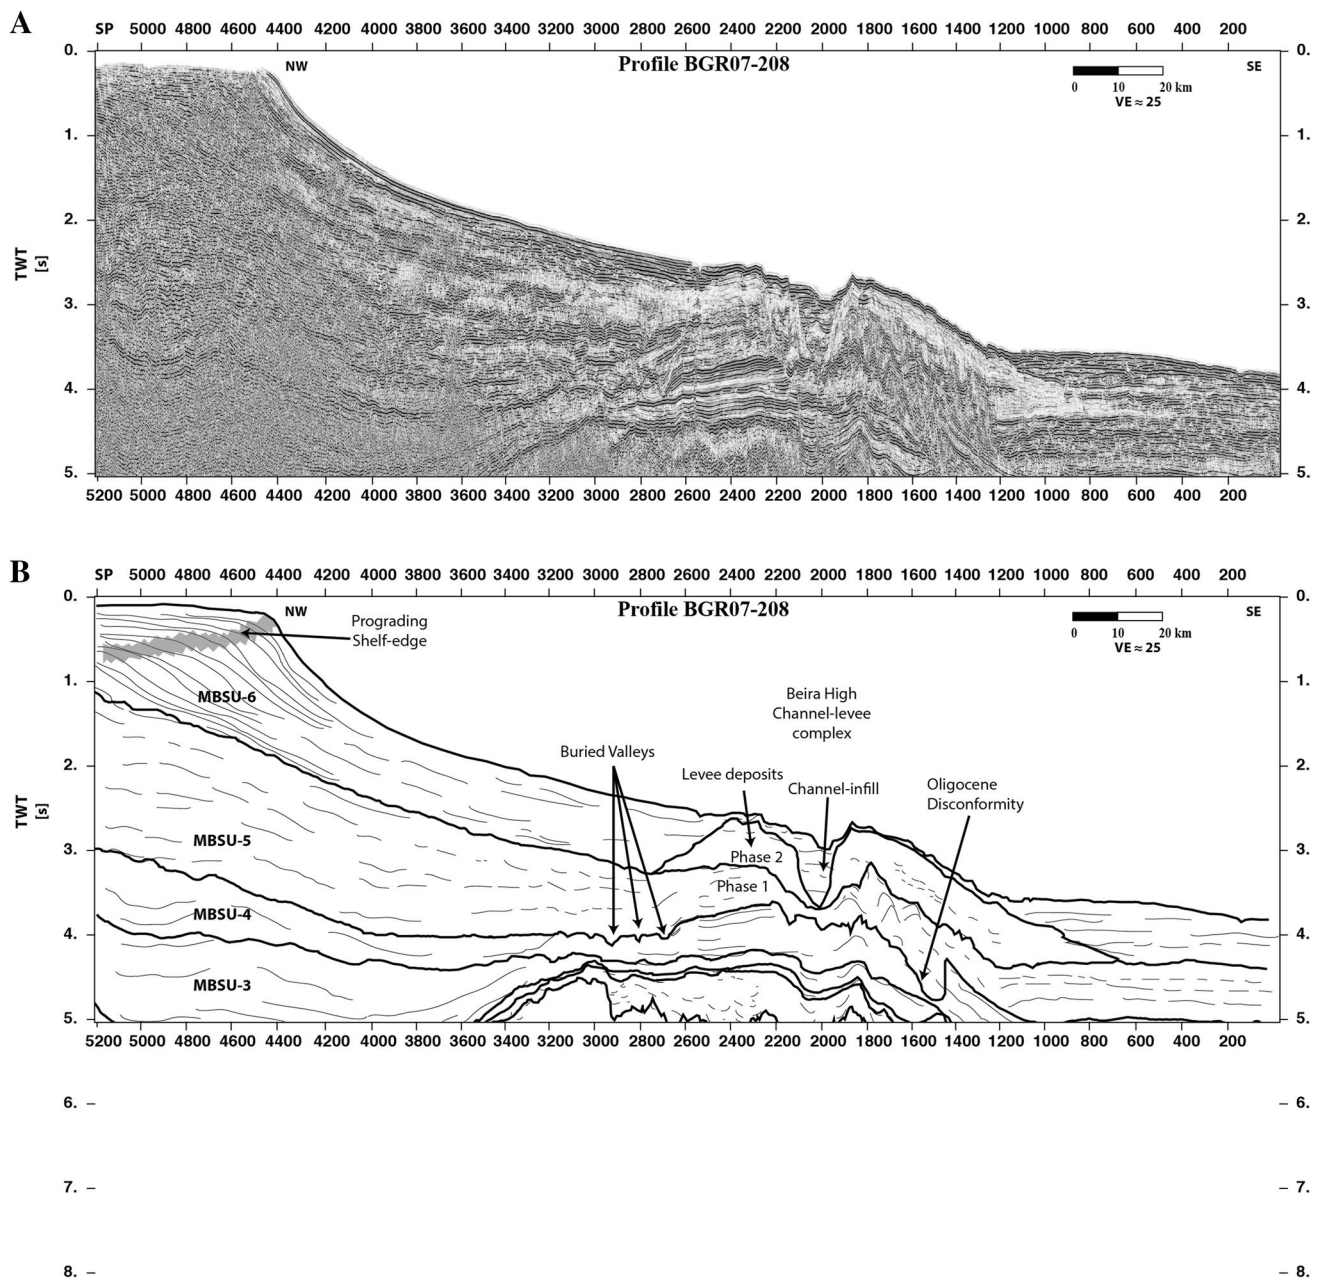 A
SP 5000 4800 4600 4400 4200 4000 3800 3600 3400 3200 3000 2800 2600 2400 2200 2000 1800 1600 1400 1200 1000 800 600 400 200
0. 0.
NW Profile BGR07-208 SE
0 10 20 km
VE ≈ 25
1. 1.
2. 2.
TWT
[s]
3. 3.
4. 4.
5. 5.
5200 5000 4800 4600 4400 4200 4000 3800 3600 3400 3200 3000 2800 2600 2400 2200 2000 1800 1600 1400 1200 1000 800 600 400 200
B
SP 5000 4800 4600 4400 4200 4000 3800 3600 3400 3200 3000 2800 2600 2400 2200 2000 1800 1600 1400 1200 1000 800 600 400 200
0. 0.
NW Profile BGR07-208 SE
0 10 20 km
VE ≈ 25
Prograding
Shelf-edge
1. 1.
MBSU-6
Beira High
Channel-levee
complex
Buried Valleys
2. 2.
Levee deposits
Channel-infill
Oligocene
Disconformity
TWT
[s]
MBSU-5
3. 3.
Phase 2
Phase 1
MBSU-4
4. 4.
MBSU-3
5. 5.
5200 5000 4800 4600 4400 4200 4000 3800 3600 3400 3200 3000 2800 2600 2400 2200 2000 1800 1600 1400 1200 1000 800 600 400 200
6. 6.
7. 7.
8. 8.